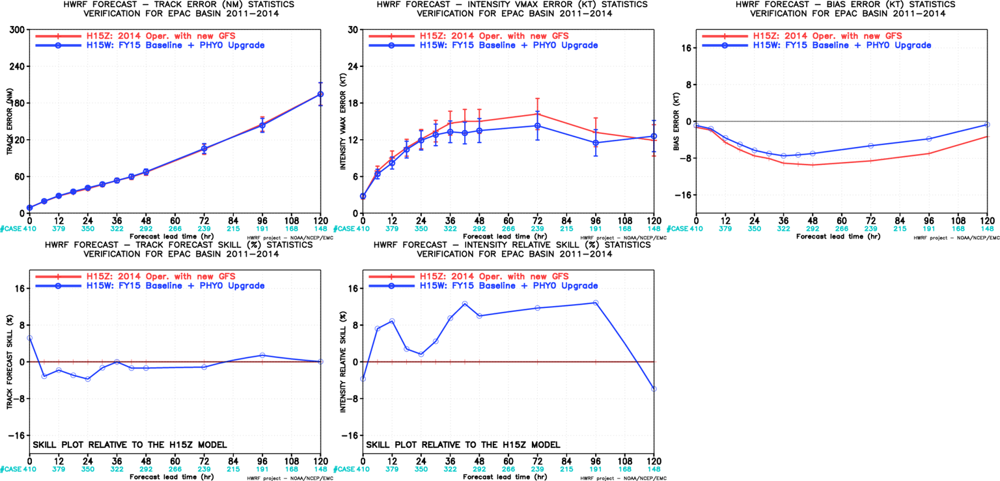 HWRF FORECAST − TRACK ERROR (NM) STATISTICS
VERIFICATION FOR EPAC BASIN 2011−2014
H15Z: 2014 Oper. with new GFS
H15W: FY15 Baseline + PHY0 Upgrade
TRACK ERROR (NM)
300
240
180
120
60
0
0 12 24 36 48 60 72 84 96 108 120
#CASE 410 379 350 322 292 266 239 215 191 168 148
Forecast lead time (hr)
HWRF project − NOAA/NCEP/EMC
HWRF FORECAST − INTENSITY VMAX ERROR (KT) STATISTICS
VERIFICATION FOR EPAC BASIN 2011−2014
H15Z: 2014 Oper. with new GFS
H15W: FY15 Baseline + PHY0 Upgrade
INTENSITY VMAX ERROR (KT)
30
24
18
12
6
0
0 12 24 36 48 60 72 84 96 108 120
#CASE 410 379 350 322 292 266 239 215 191 168 148
Forecast lead time (hr)
HWRF project − NOAA/NCEP/EMC
HWRF FORECAST − BIAS ERROR (KT) STATISTICS
VERIFICATION FOR EPAC BASIN 2011−2014
H15Z: 2014 Oper. with new GFS
H15W: FY15 Baseline + PHY0 Upgrade
BIAS ERROR (KT)
16
8
0
−8
−16
0 12 24 36 48 60 72 84 96 108 120
#CASE 410 379 350 322 292 266 239 215 191 168 148
Forecast lead time (hr)
HWRF project − NOAA/NCEP/EMC
HWRF FORECAST − TRACK FORECAST SKILL (%) STATISTICS
VERIFICATION FOR EPAC BASIN 2011−2014
H15Z: 2014 Oper. with new GFS
H15W: FY15 Baseline + PHY0 Upgrade
TRACK FORECAST SKILL (%)
16
8
0
−8
−16
SKILL PLOT RELATIVE TO THE H15Z MODEL
0 12 24 36 48 60 72 84 96 108 120
#CASE 410 379 350 322 292 266 239 215 191 168 148
Forecast lead time (hr)
HWRF project − NOAA/NCEP/EMC
HWRF FORECAST − INTENSITY RELATIVE SKILL (%) STATISTICS
VERIFICATION FOR EPAC BASIN 2011−2014
H15Z: 2014 Oper. with new GFS
H15W: FY15 Baseline + PHY0 Upgrade
INTENSITY RELATIVE SKILL (%)
16
8
0
−8
−16
SKILL PLOT RELATIVE TO THE H15Z MODEL
0 12 24 36 48 60 72 84 96 108 120
#CASE 410 379 350 322 292 266 239 215 191 168 148
Forecast lead time (hr)
HWRF project − NOAA/NCEP/EMC